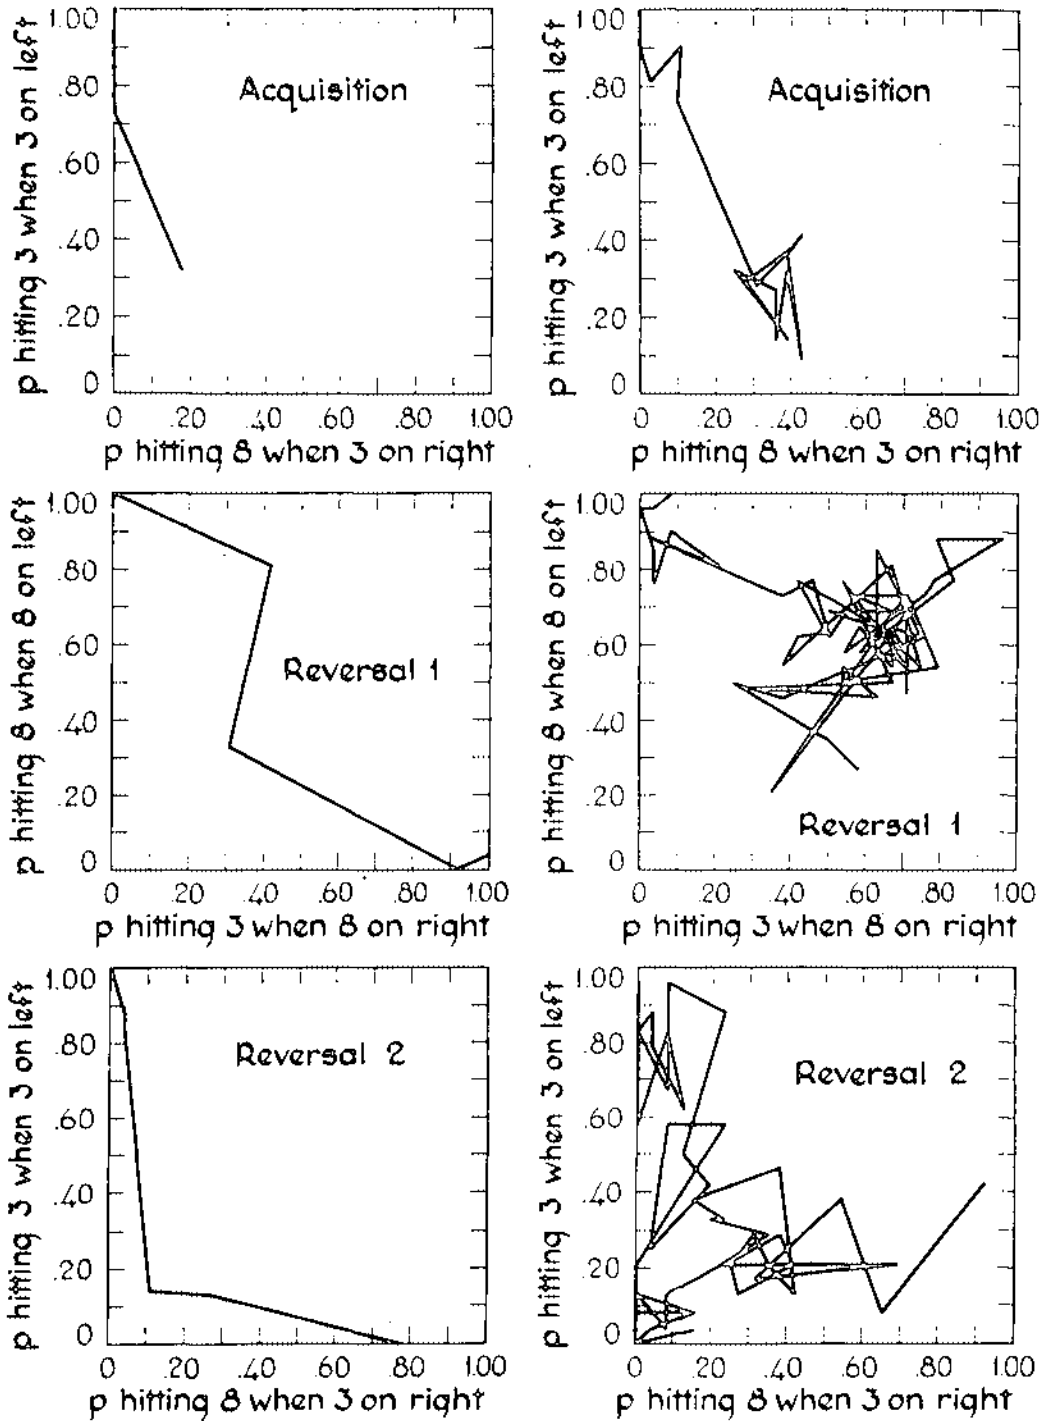 1.00
.80
.60
.40
.20
0
p hitting 3 when 3 on left
Acquisition
0 .20 .40 .60 .80 1.00
p hitting 8 when 3 on right
1.00
.80
.60
.40
.20
0
p hitting 3 when 3 on left
Acquisition
0 .20 .40 .60 .80 1.00
p hitting 8 when 3 on right
1.00
.80
.60
.40
.20
0
p hitting 8 when 8 on left
Reversal 1
0 .20 .40 .60 .80 1.00
p hitting 3 when 8 on right
1.00
.80
.60
.40
.20
0
p hitting 8 when 8 on left
Reversal 1
0 .20 .40 .60 .80 1.00
p hitting 3 when 8 on right
1.00
.80
.60
.40
.20
0
p hitting 3 when 3 on left
Reversal 2
0 .20 .40 .60 .80 1.00
p hitting 8 when 3 on right
1.00
.80
.60
.40
.20
0
p hitting 3 when 3 on left
Reversal 2
0 .20 .40 .60 .80 1.00
p hitting 8 when 3 on right